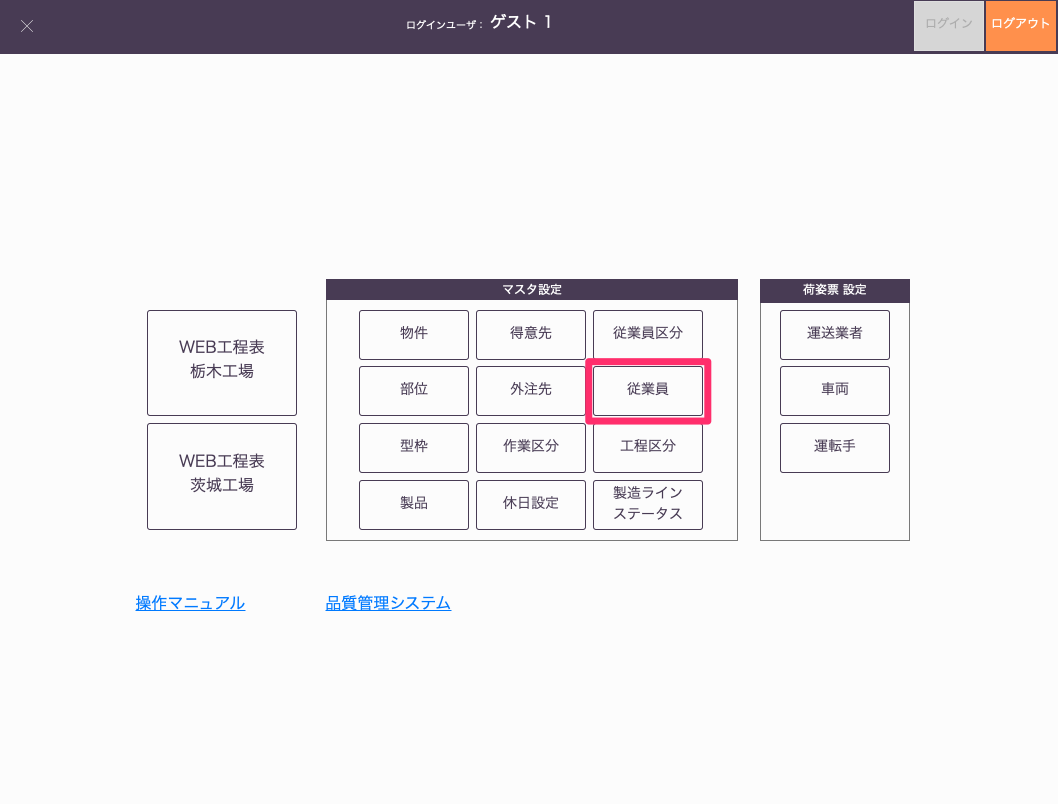 ログインユーザ： ゲスト 1
ログイン
ログアウト
WEB工程表
栃木工場
WEB工程表
茨城工場
マスタ設定
物件
得意先
従業員区分
部位
外注先
従業員
型枠
作業区分
工程区分
製品
休日設定
製造ライン
ステータス
荷姿票 設定
運送業者
車両
運転手
操作マニュアル
品質管理システム